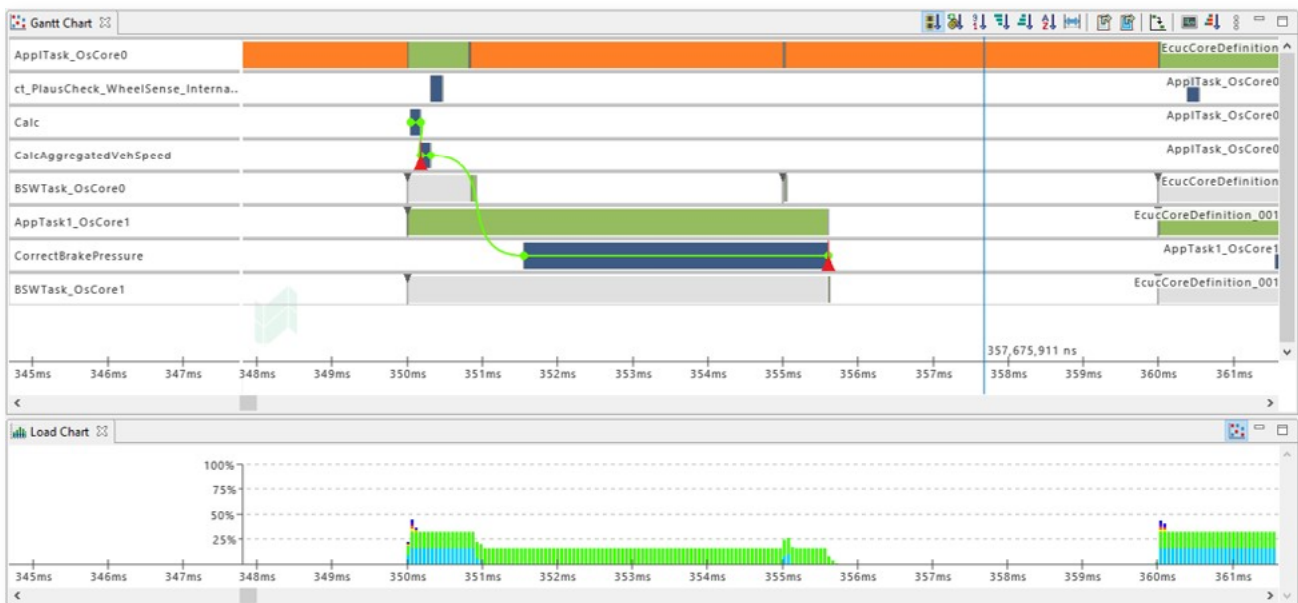 Gantt Chart
ApplTask_OsCore0
EcucCoreDefinition
ct_PlausCheck_WheelSense_Interna..
ApplTask_OsCore0
Calc
ApplTask_OsCore0
CalcAggregatedVehSpeed
ApplTask_OsCore0
BSWTask_OsCore0
EcucCoreDefinition
AppTask1_OsCore1
EcucCoreDefinition_001
CorrectBrakePressure
AppTask1_OsCore1
BSWTask_OsCore1
EcucCoreDefinition_001
357,675,911 ns
345ms 346ms 347ms 348ms 349ms 350ms 351ms 352ms 353ms 354ms 355ms 356ms 357ms 358ms 359ms 360ms 361ms
Load Chart
100%
75%
50%
25%
345ms 346ms 347ms 348ms 349ms 350ms 351ms 352ms 353ms 354ms 355ms 356ms 357ms 358ms 359ms 360ms 361ms